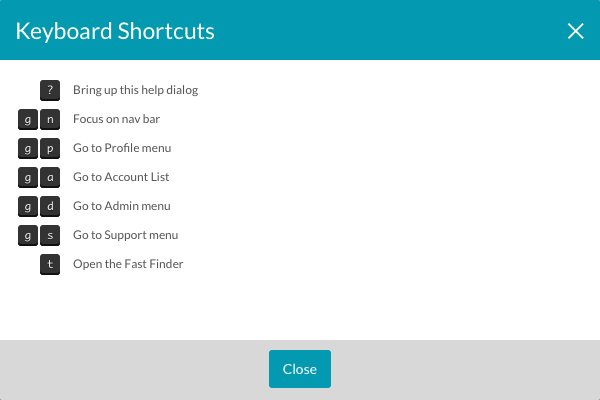 Keyboard Shortcuts
? Bring up this help dialog
g n Focus on nav bar
g p Go to Profile menu
g a Go to Account List
g d Go to Admin menu
g s Go to Support menu
t Open the Fast Finder
Close